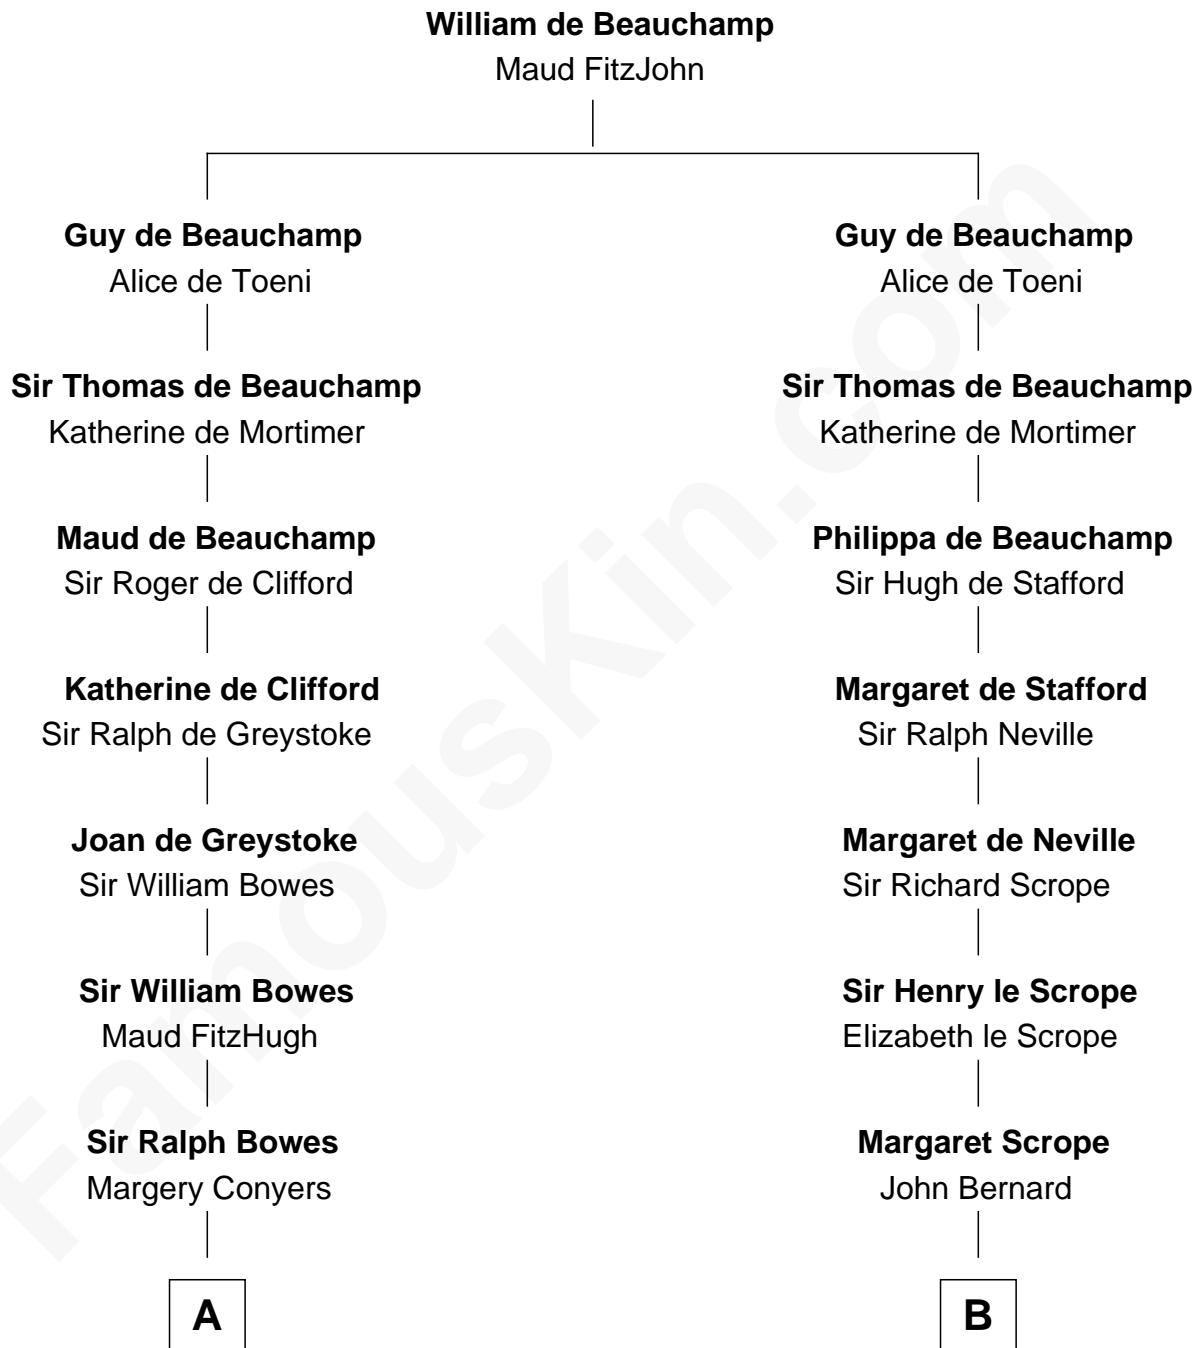 William de Beauchamp
Maud FitzJohn
Guy de Beauchamp
Alice de Toeni
Guy de Beauchamp
Alice de Toeni
Sir Thomas de Beauchamp
Katherine de Mortimer
Sir Thomas de Beauchamp
Katherine de Mortimer
Maud de Beauchamp
Sir Roger de Clifford
Philippa de Beauchamp
Sir Hugh de Stafford
Katherine de Clifford
Sir Ralph de Greystoke
Margaret de Stafford
Sir Ralph Neville
Joan de Greystoke
Sir William Bowes
Margaret de Neville
Sir Richard Scrope
Sir William Bowes
Maud FitzHugh
Sir Henry le Scrope
Elizabeth le Scrope
Sir Ralph Bowes
Margery Conyers
Margaret Scrope
John Bernard
A
B
FamousKin.com